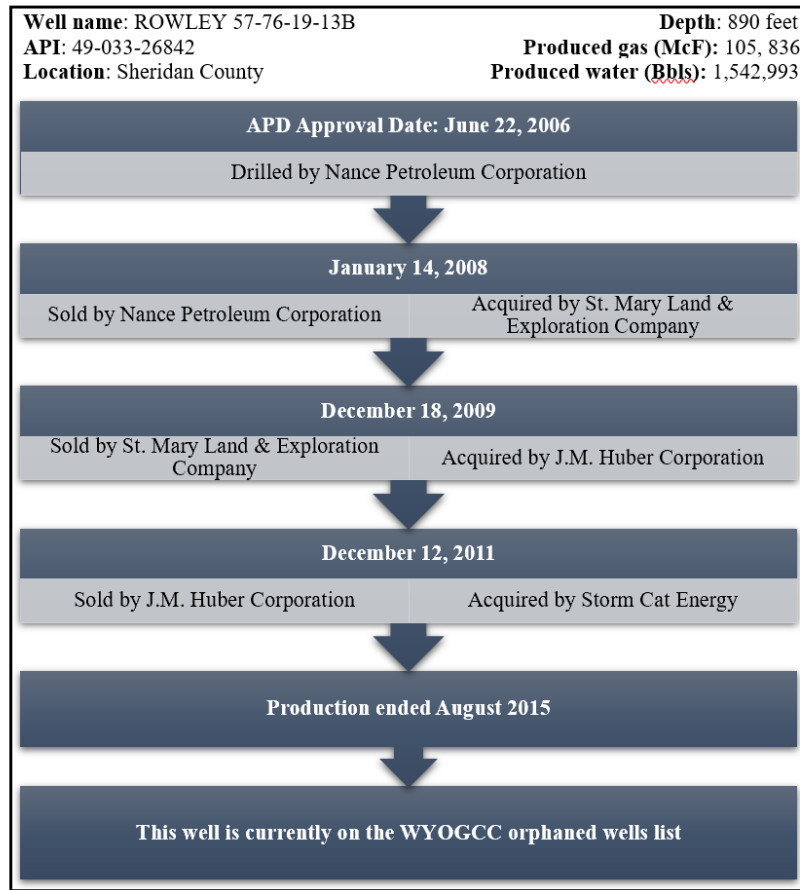 Well name: ROWLEY 57-76-19-13B
API: 49-033-26842
Location: Sheridan County
Depth: 890 feet
Produced gas (McF): 105, 836
Produced water (Bbls): 1,542,993
APD Approval Date: June 22, 2006
Drilled by Nance Petroleum Corporation
January 14, 2008
Sold by Nance Petroleum Corporation
Acquired by St. Mary Land &
Exploration Company
December 18, 2009
Sold by St. Mary Land & Exploration
Company
Acquired by J.M. Huber Corporation
December 12, 2011
Sold by J.M. Huber Corporation
Acquired by Storm Cat Energy
Production ended August 2015
This well is currently on the WYOGCC orphaned wells list